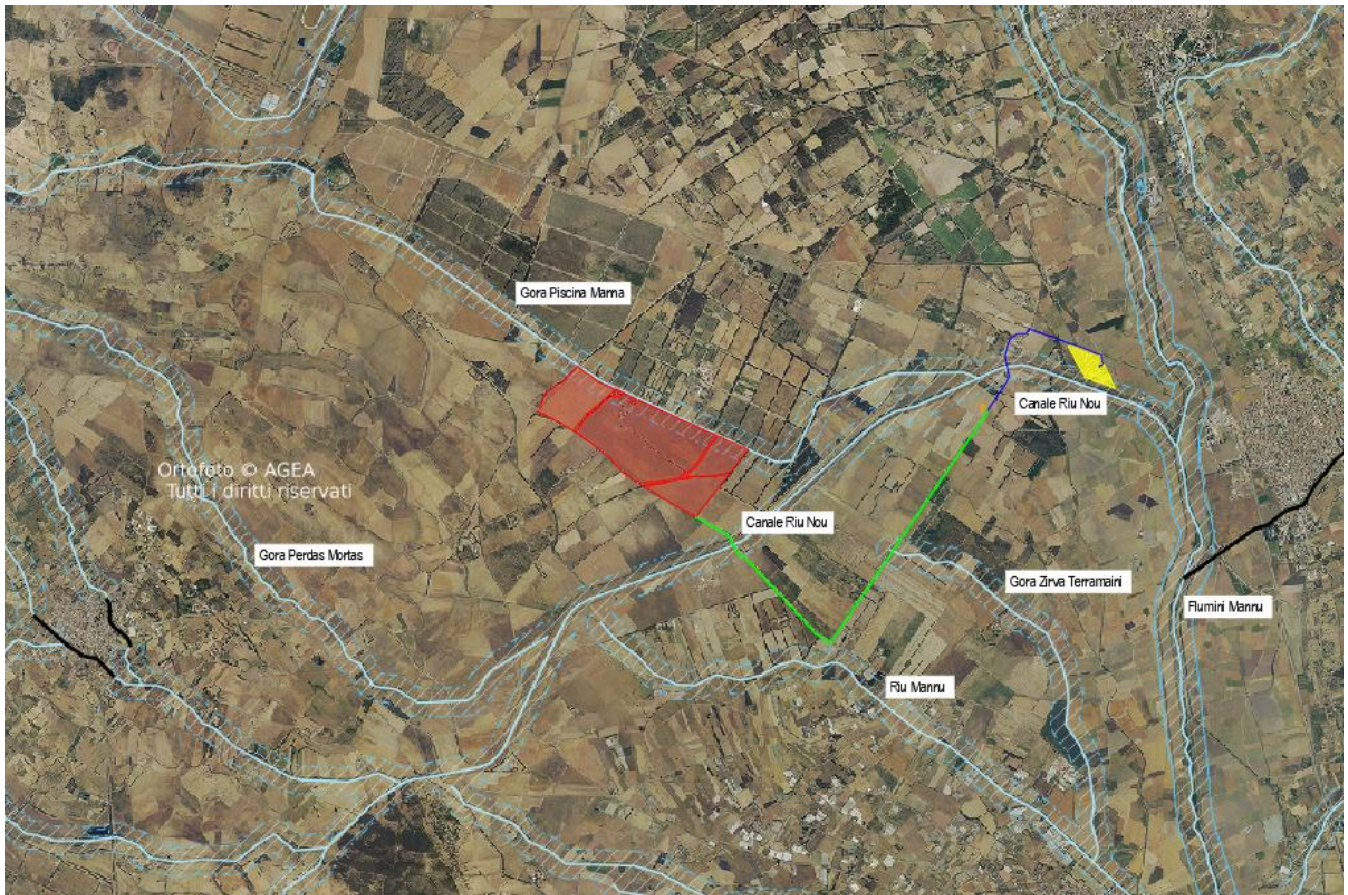 Gora Piscina Manna
Canale Riu Nou
Ortofoto © AGEA
Tutti i diritti riservati
Canale Riu Nou
Gora Perdas Mortas
Gora Zirva Terramaini
Flumini Mannu
Riu Mannu